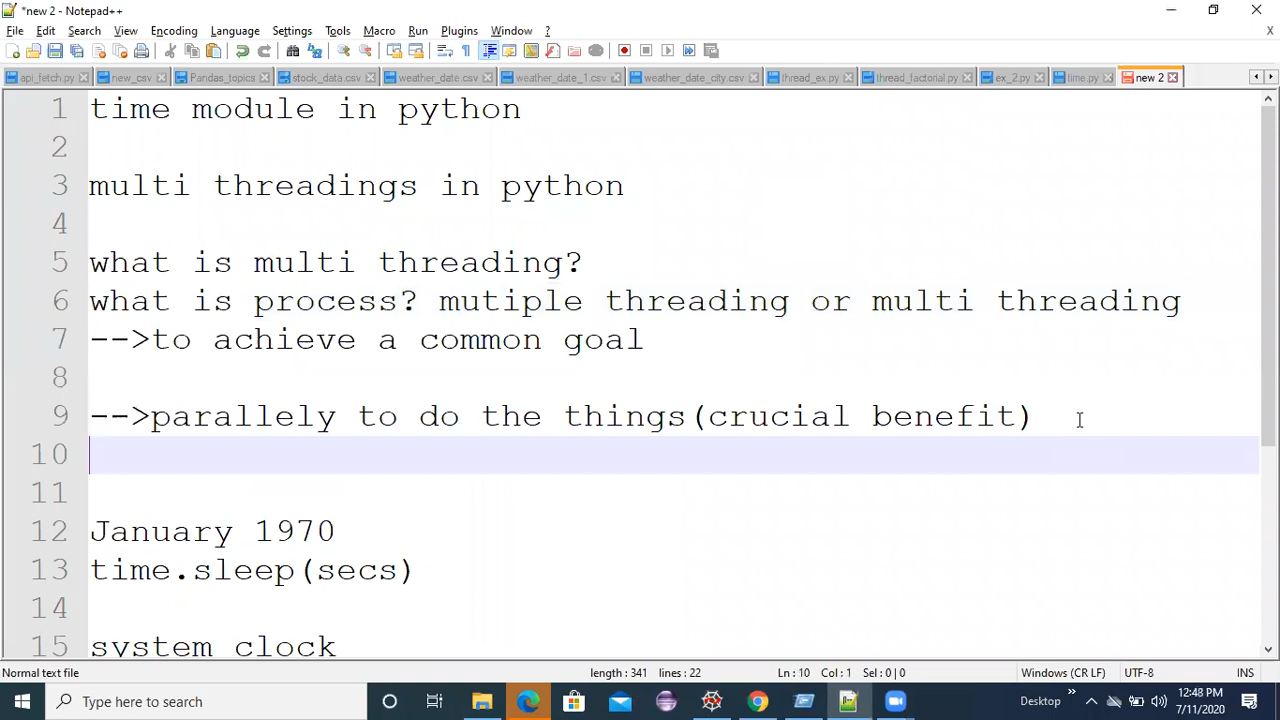 *new 2 - Notepad++
File Edit Search View Encoding Language Settings Tools Macro Run Plugins Window ? X
api_fetch.py new_csv Pandas_topics stock_data.csv weather_date.csv weather_date_1.csv weather_date_city.csv thread_ex.py thread_factorial.py ex_2.py time.py new 2
1 time module in python
2
3 multi threadings in python
4
5 what is multi threading?
6 what is process? mutiple threading or multi threading
7 -->to achieve a common goal
8
9 -->parallely to do the things(crucial benefit)
10
11
12 January 1970
13 time.sleep(secs)
14
15 system clock
Normal text file length : 341 lines : 22 Ln : 10 Col : 1 Sel : 0 | 0 Windows (CR LF) UTF-8 INS
Type here to search Desktop 12:48 PM
7/11/2020